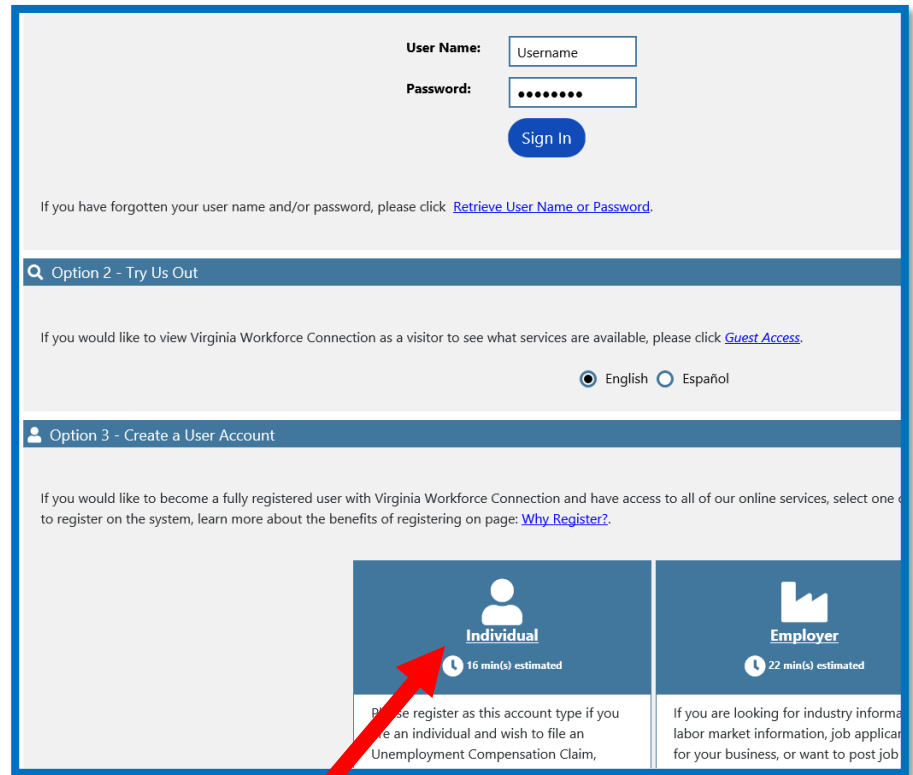 User Name: Username
Password: ••••••••
Sign In
If you have forgotten your user name and/or password, please click Retrieve User Name or Password.
Option 2 - Try Us Out
If you would like to view Virginia Workforce Connection as a visitor to see what services are available, please click Guest Access.
English Español
Option 3 - Create a User Account
If you would like to become a fully registered user with Virginia Workforce Connection and have access to all of our online services, select one
to register on the system, learn more about the benefits of registering on page: Why Register?.
Individual
16 min(s) estimated
register as this account type if you
an individual and wish to file an
Unemployment Compensation Claim,
Employer
22 min(s) estimated
If you are looking for industry
labor market information, job
for your business, or want to post job